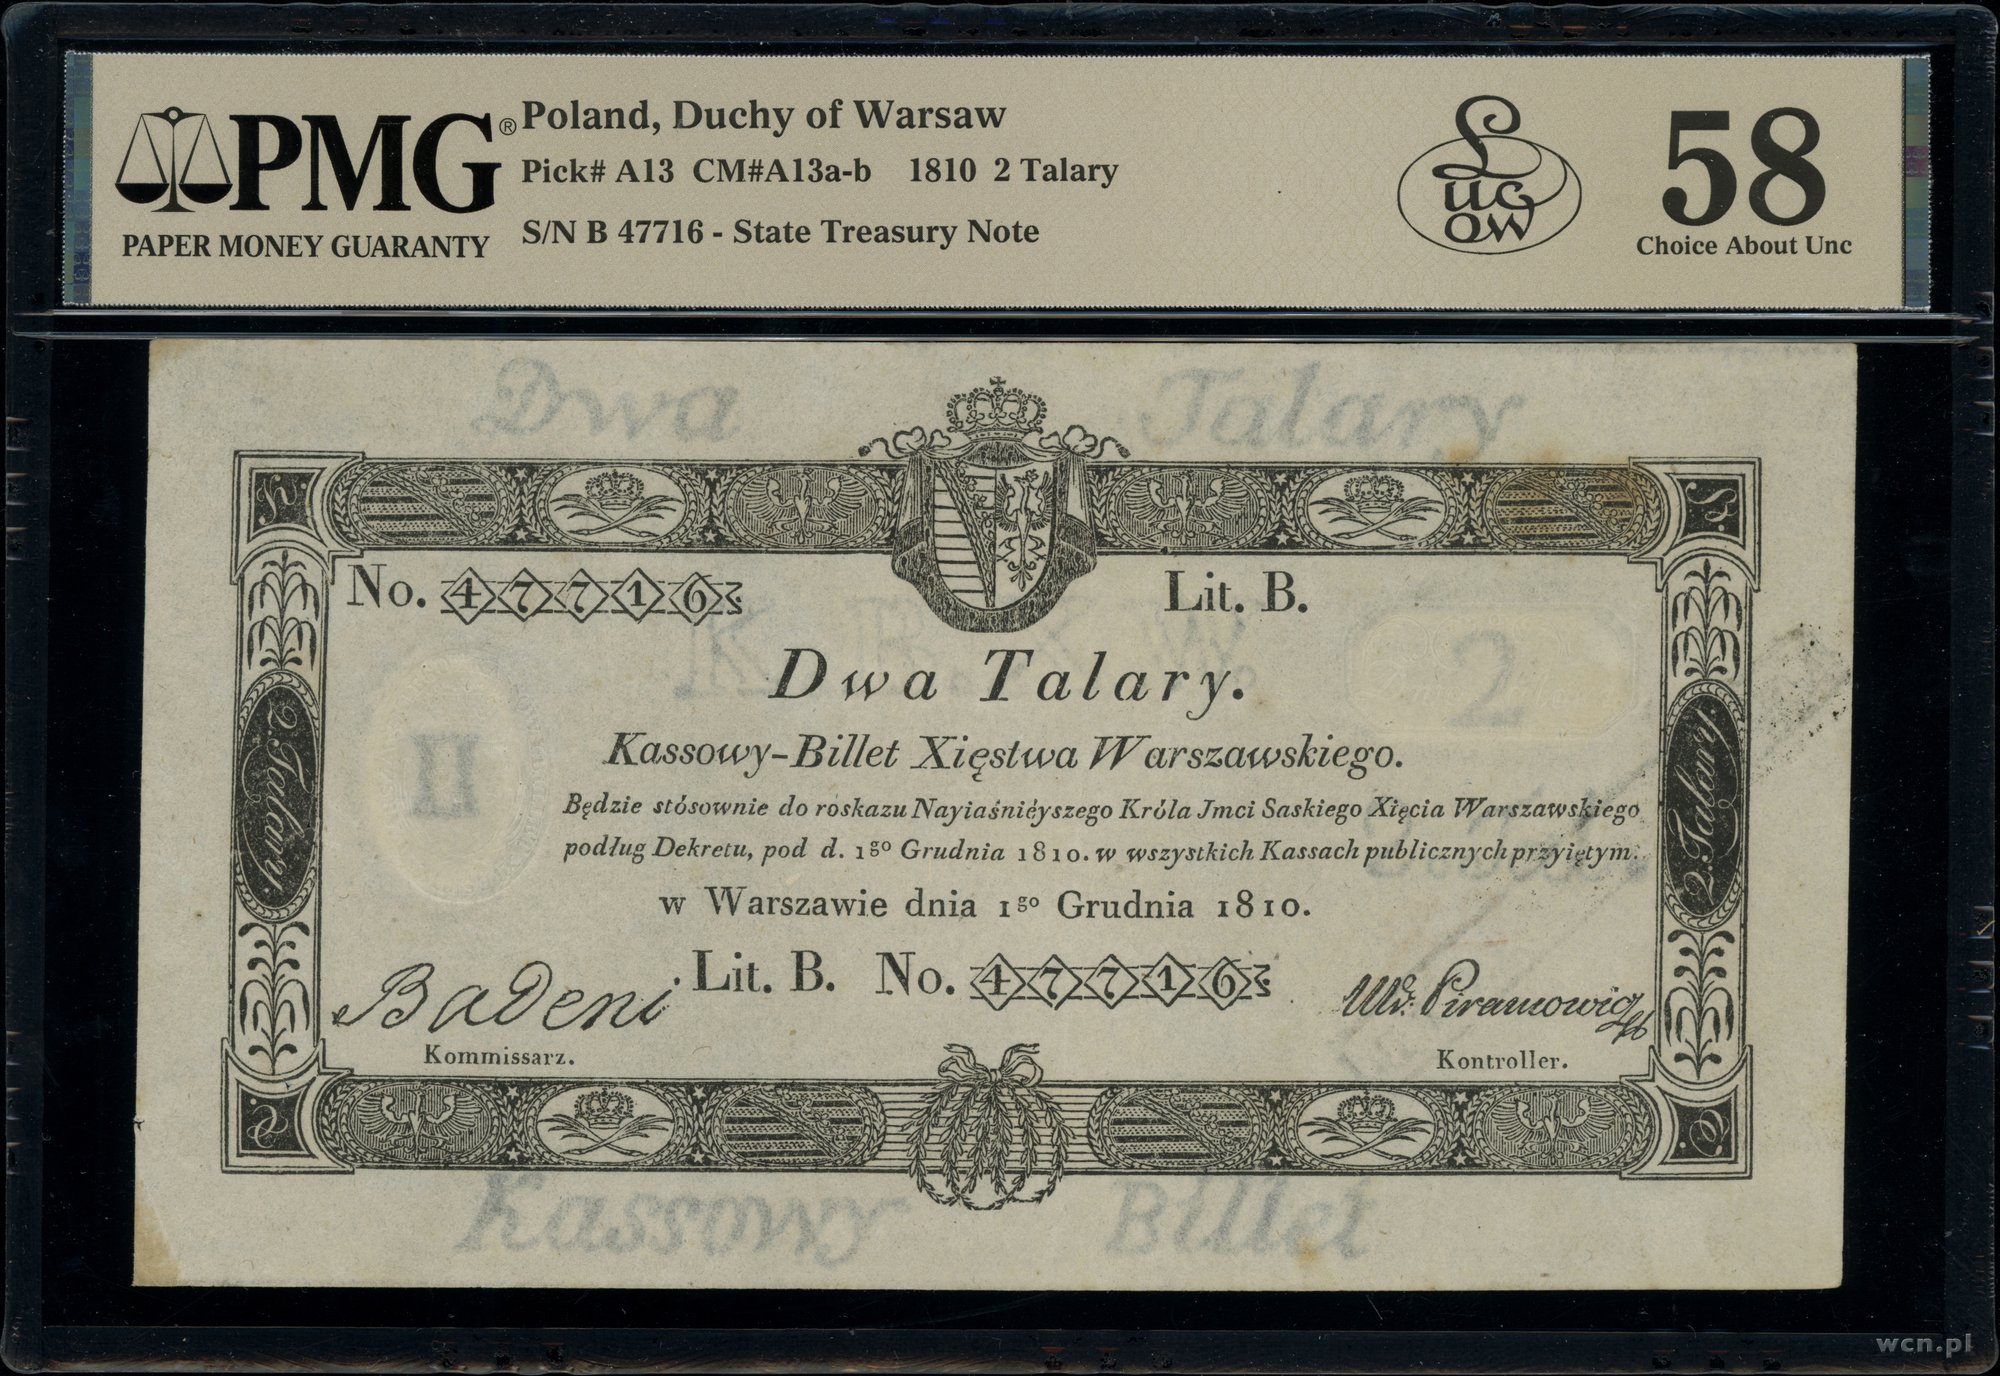 PMG®
PAPER MONEY GUARANTY
Poland, Duchy of Warsaw
Pick# A13 CM#A13a-b 1810 2 Talary
S/N B 47716 - State Treasury Note
Lucow
58
Choice About Unc
Dwa Talary
No. 47716
Lit. B.
2
Dwa Talary.
II
Kassowy-Billet Xięstwa Warszawskiego.
Będzie stósownie do roskazu Nayiaśniéyszego Króla Jmci Saskiego Xięcia Warszawskiego
podług Dekretu, pod d. 1go Grudnia 1810. w wszystkich Kassach publicznych przyiętym.
w Warszawie dnia 1go Grudnia 1810.
2. Talary.
2. Talary.
Lit. B. No. 47716
Badeni
Kommissarz.
Kontroller.
Kassowy Billet
wcn.pl